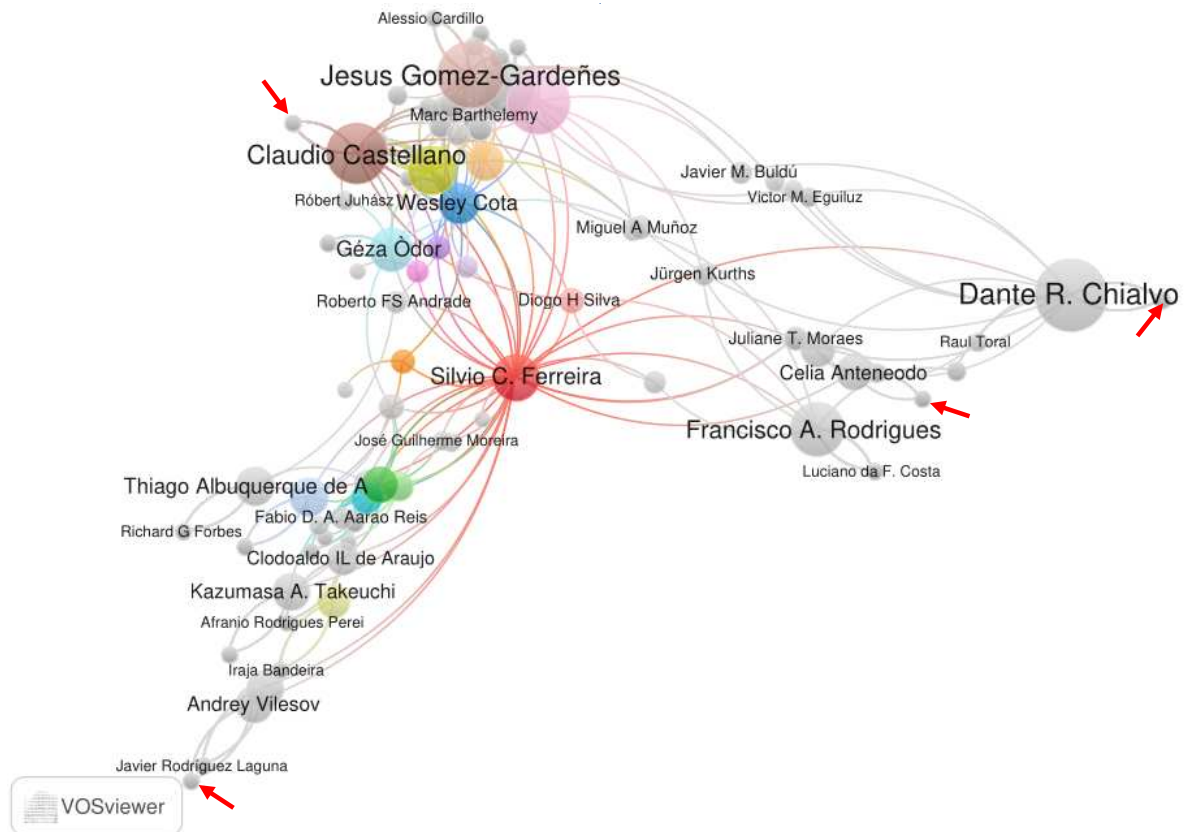 Alessio Cardillo
Jesus Gomez-Gardeñes
Marc Barthelemy
Claudio Castellano
Javier M. Buldú
Victor M. Eguiluz
Róbert Juhász
Wesley Cota
Miguel A Muñoz
Géza Òdor
Jürgen Kurths
Dante R. Chialvo
Roberto FS Andrade
Diogo H Silva
Juliane T. Moraes
Raul Toral
Silvio C. Ferreira
Celia Anteneodo
Francisco A. Rodrigues
José Guilherme Moreira
Luciano da F. Costa
Thiago Albuquerque de A
Fabio D. A. Aarao Reis
Richard G Forbes
Clodoaldo IL de Araujo
Kazumasa A. Takeuchi
Afranio Rodrigues Perei
Iraja Bandeira
Andrey Vilesov
Javier Rodríguez Laguna
VOSviewer